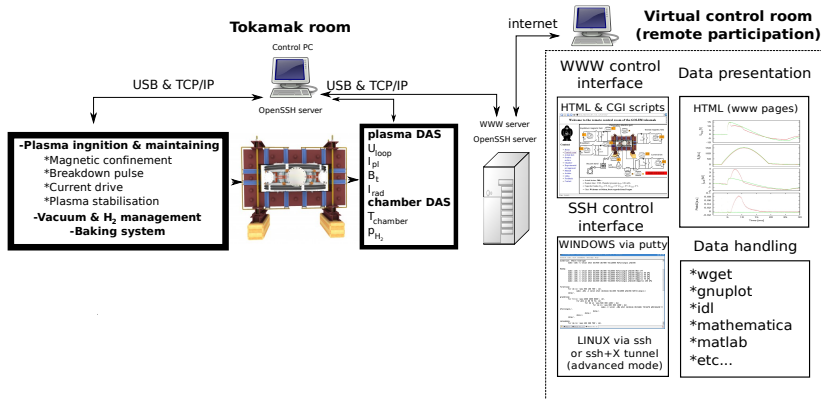 Tokamak room
Control PC
USB & TCP/IP
USB & TCP/IP
OpenSSH server
-Plasma ingnition & maintaining
*Magnetic confinement
*Breakdown pulse
*Current drive
*Plasma stabilisation
-Vacuum & H2 management
-Baking system
plasma DAS
Uloop
Ipl
Bt
Irad
chamber DAS
Tchamber
PH2
WWW server
OpenSSH server
internet
Virtual control room
(remote participation)
WWW control
interface
HTML & CGI scripts
SSH control
interface
WINDOWS via putty
LINUX via ssh
or ssh+X tunnel
(advanced mode)
Data presentation
HTML (www pages)
Data handling
*wget
*gnuplot
*idl
*mathematica
*matlab
*etc...